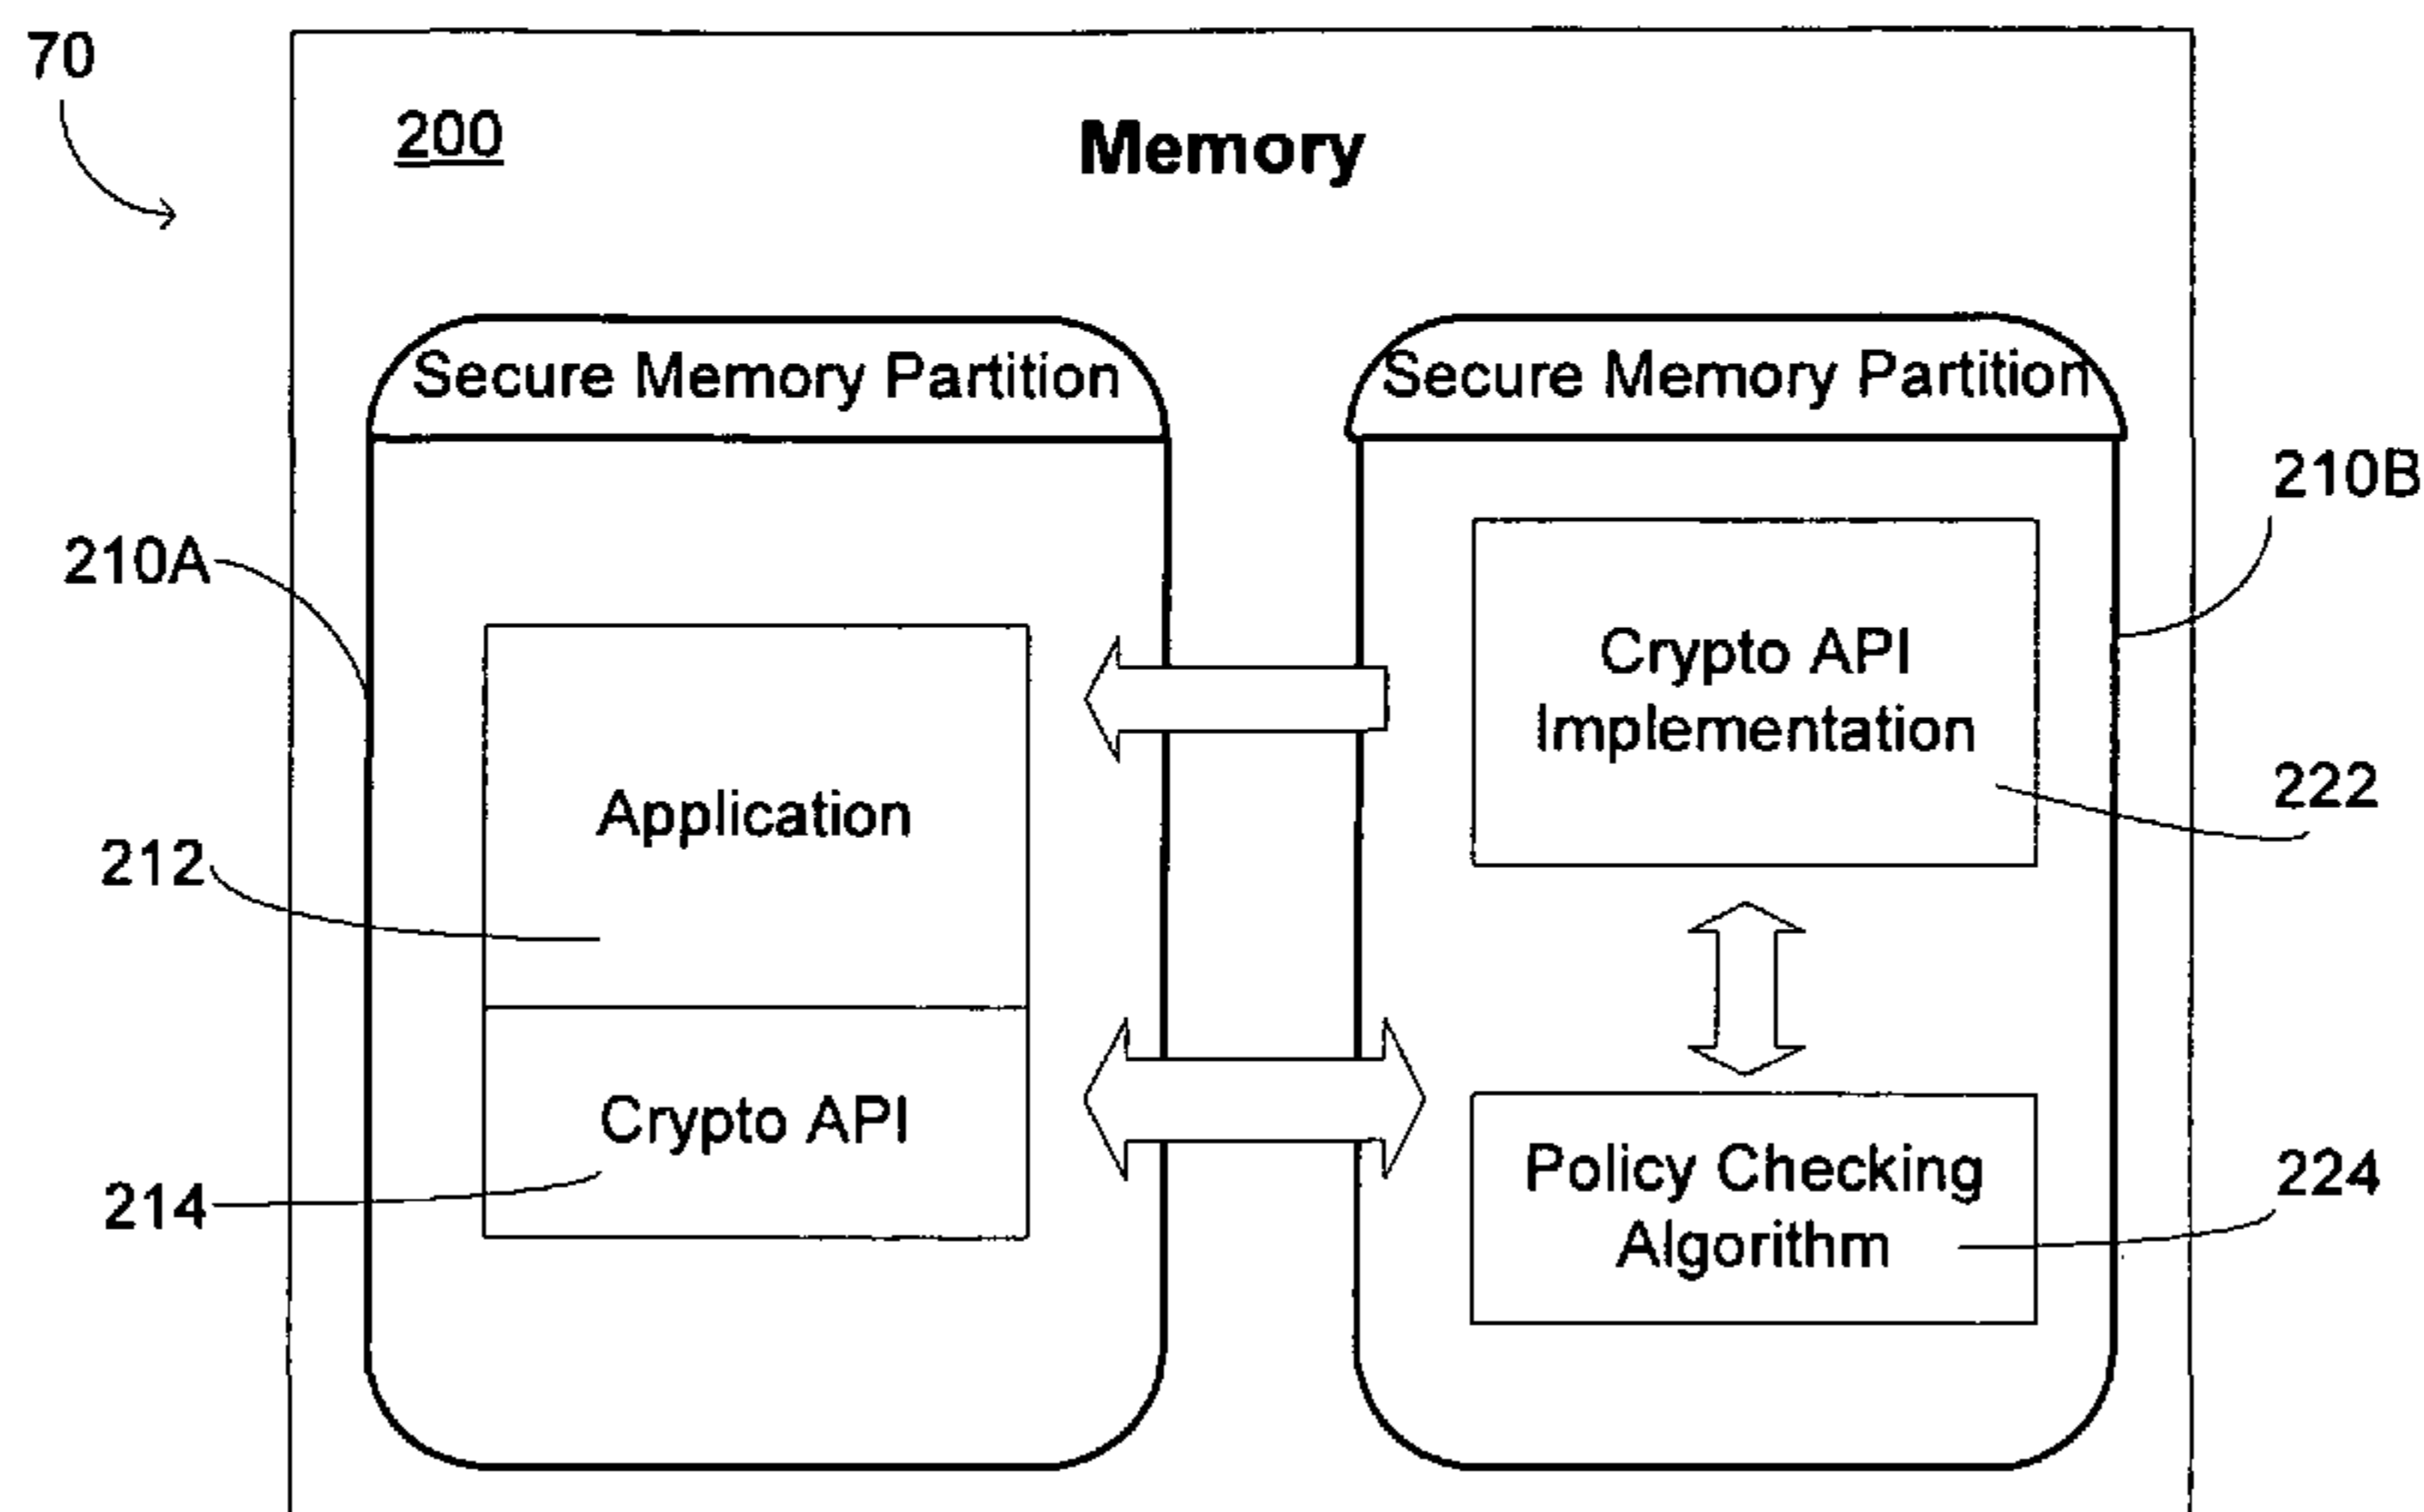 70
200
Memory
Secure Memory Partition
Secure Memory Partition
210B
210A
Crypto API
Implementation
222
Application
212
Crypto API
214
Policy Checking
Algorithm
224